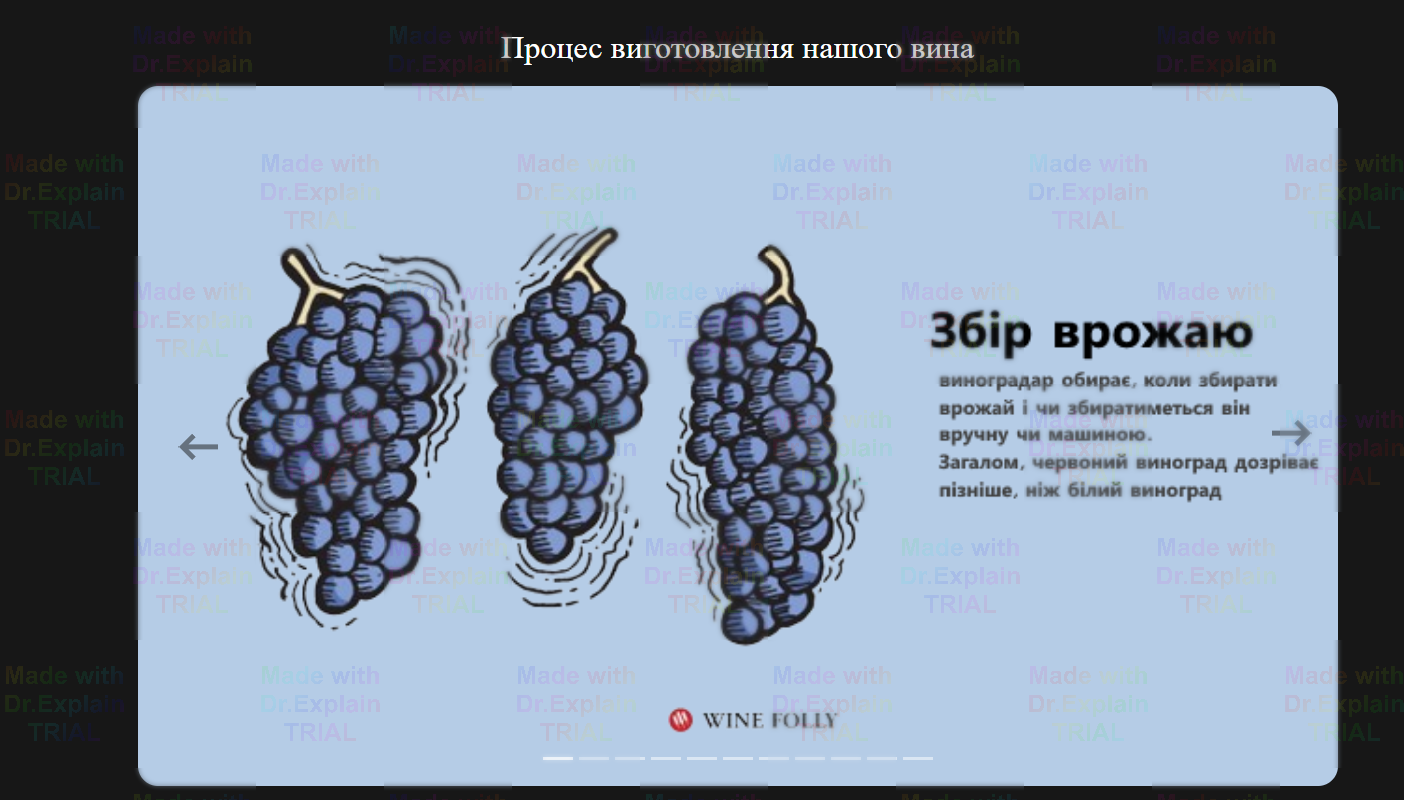 Процес виготовлення нашого вина
Збір врожаю
виноградар обирає, коли збирати
врожай і чи збиратиметься він
вручну чи машиною.
Загалом, червоний виноград дозріває
пізніше, ніж білий виноград
WINE FOLLY
Made with
Dr.Explain
TRIAL